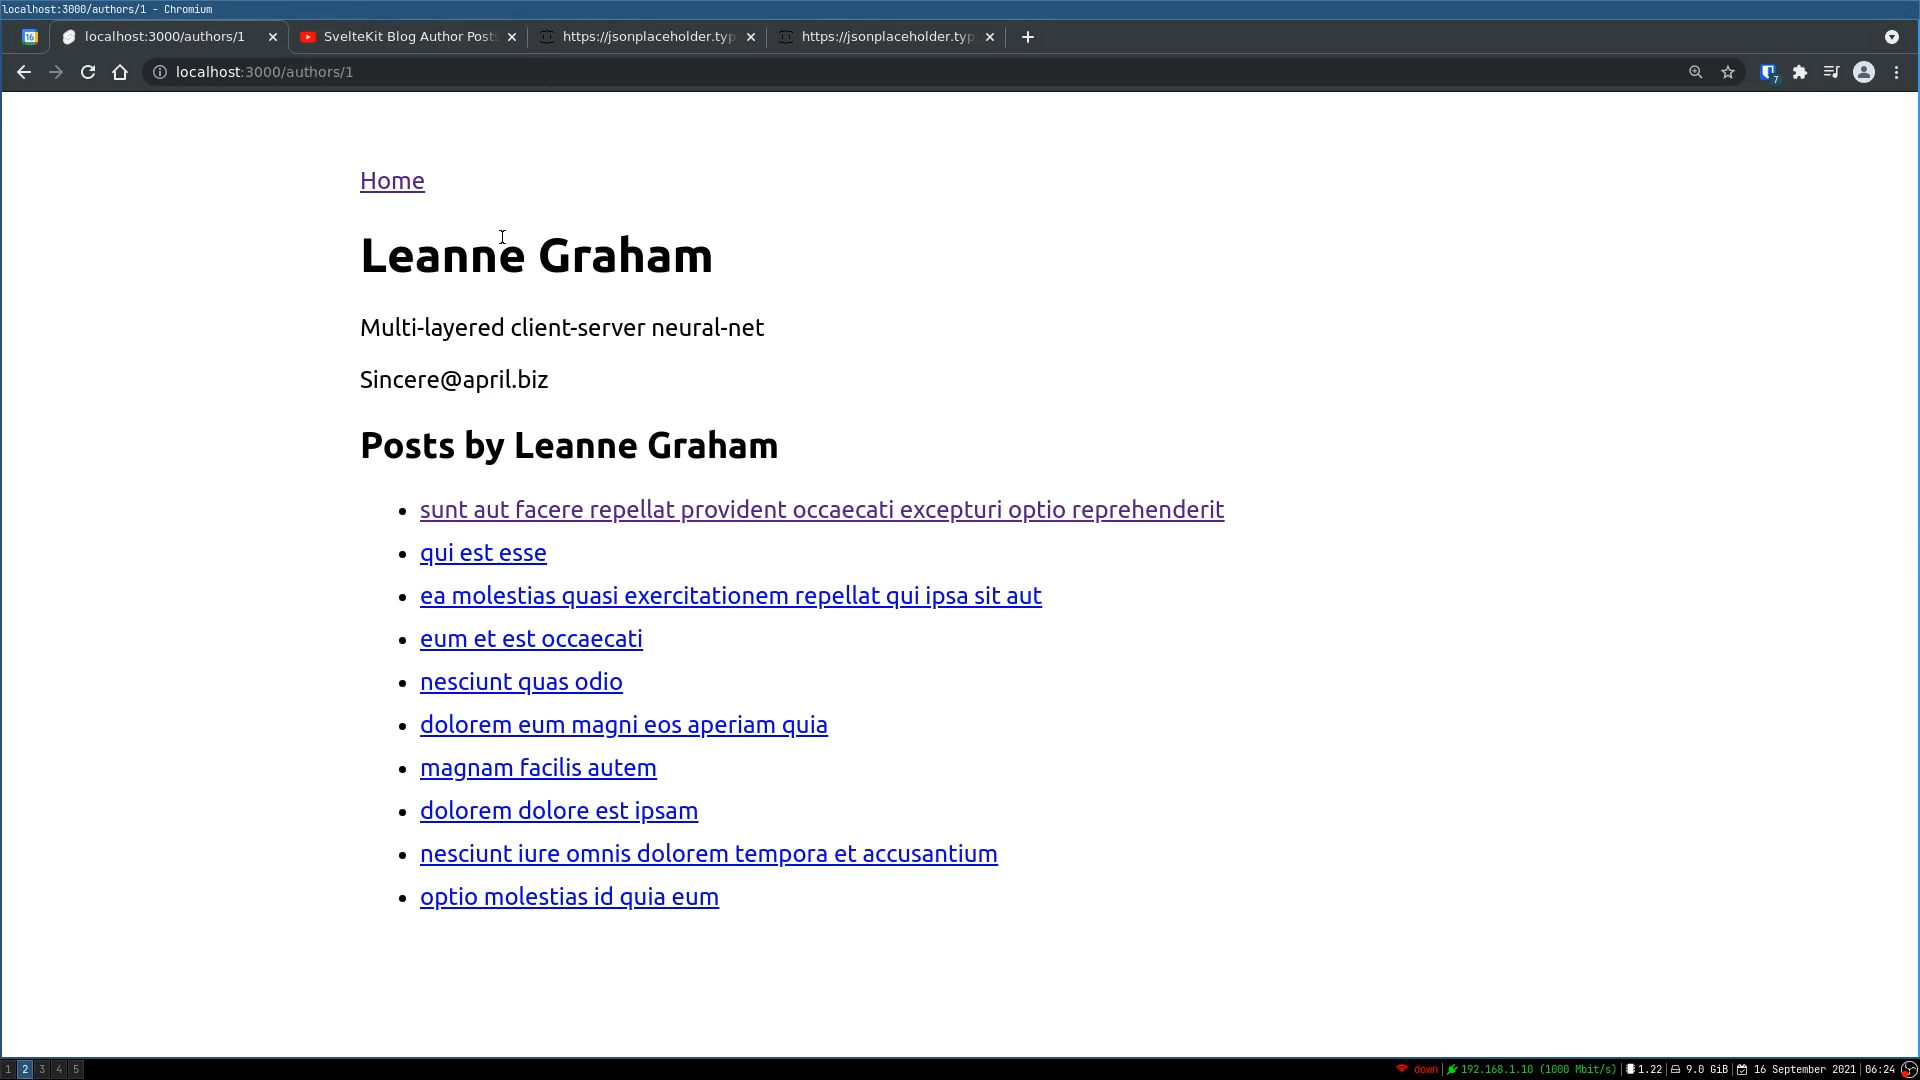 localhost:3000/authors/1 - Chromium
16 localhost:3000/authors/1 SvelteKit Blog Author Posts https://jsonplaceholder.typ https://jsonplaceholder.typ
localhost:3000/authors/1 7
Home
Leanne Graham
Multi-layered client-server neural-net
Sincere@april.biz
Posts by Leanne Graham
sunt aut facere repellat provident occaecati excepturi optio reprehenderit
qui est esse
ea molestias quasi exercitationem repellat qui ipsa sit aut
eum et est occaecati
nesciunt quas odio
dolorem eum magni eos aperiam quia
magnam facilis autem
dolorem dolore est ipsam
nesciunt iure omnis dolorem tempora et accusantium
optio molestias id quia eum
1 2 3 4 5 down 192.168.1.10 (1000 Mbit/s) 1.22 9.0 GiB 16 September 2021 06:24